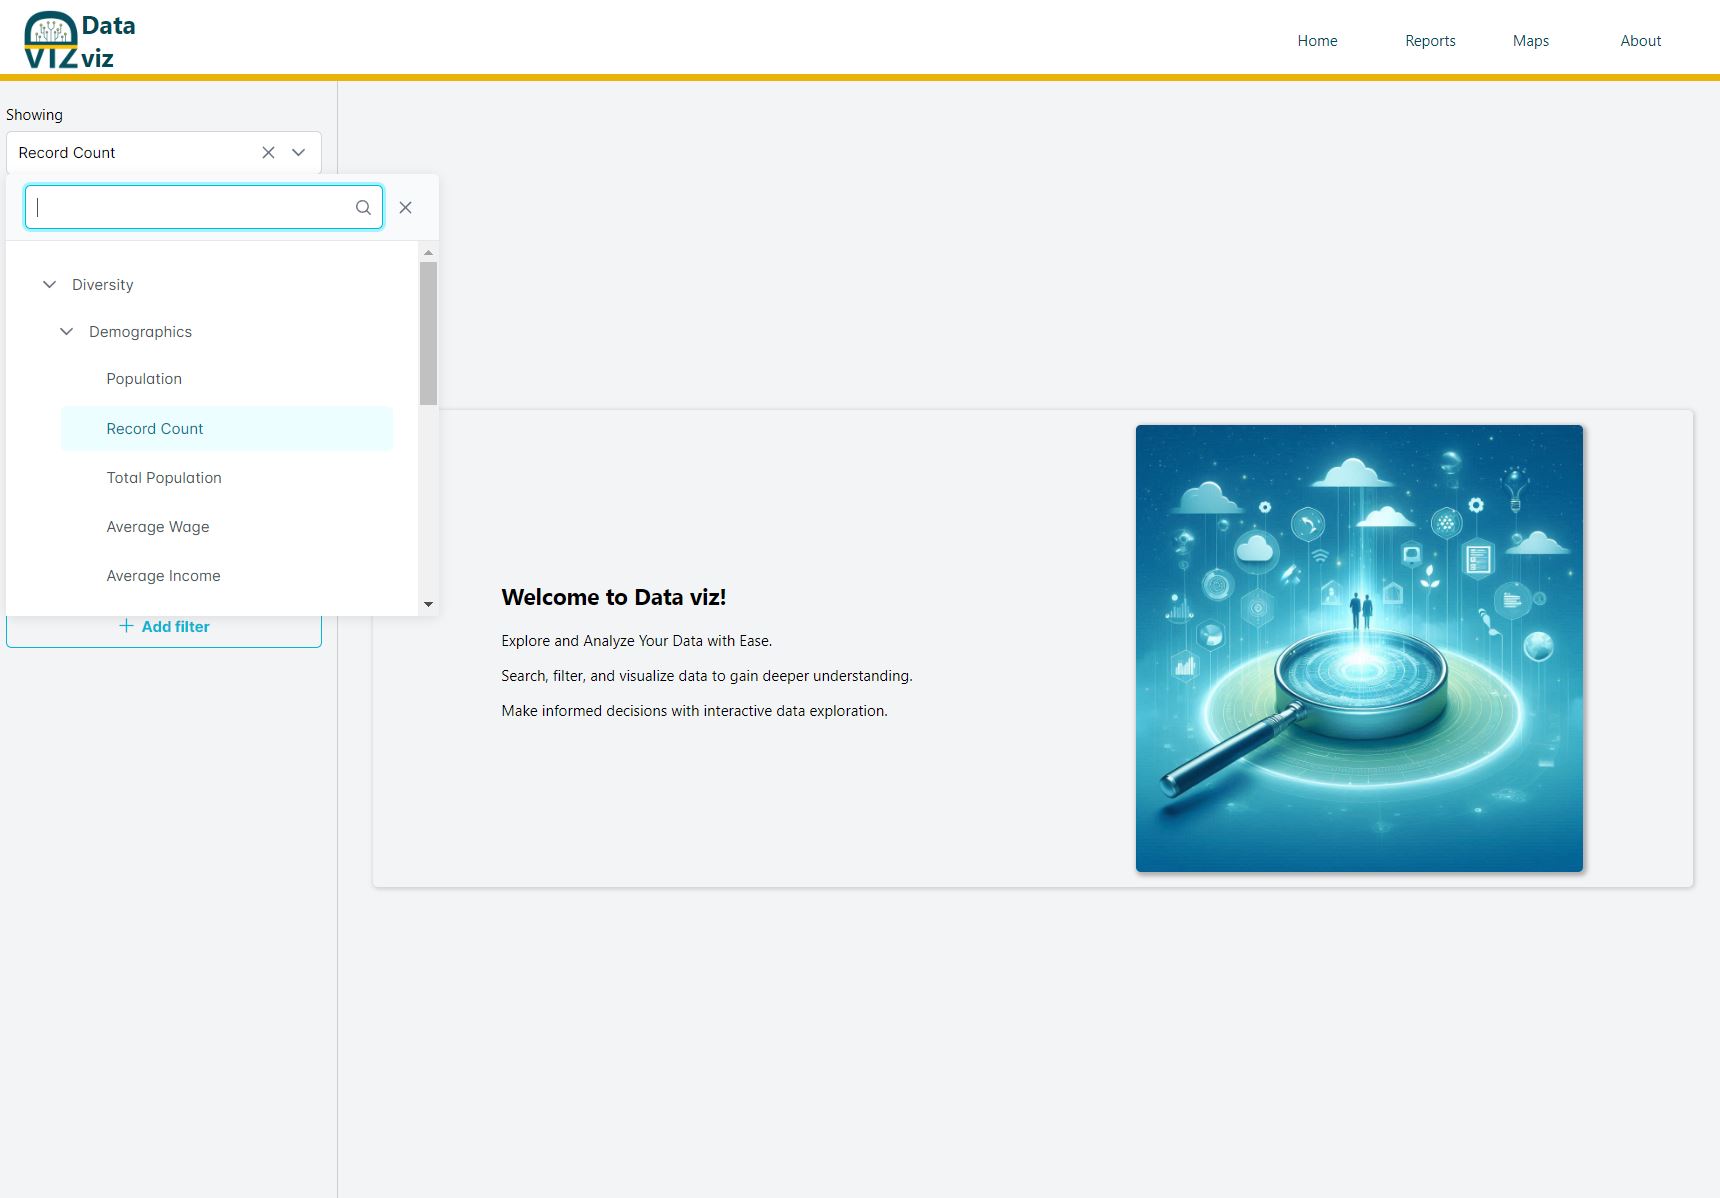 VIZ
Data
viz
Home
Reports
Maps
About
Showing
Record Count
Diversity
Demographics
Population
Record Count
Total Population
Average Wage
Average Income
Add filter
Welcome to Data viz!
Explore and Analyze Your Data with Ease.
Search, filter, and visualize data to gain deeper understanding.
Make informed decisions with interactive data exploration.